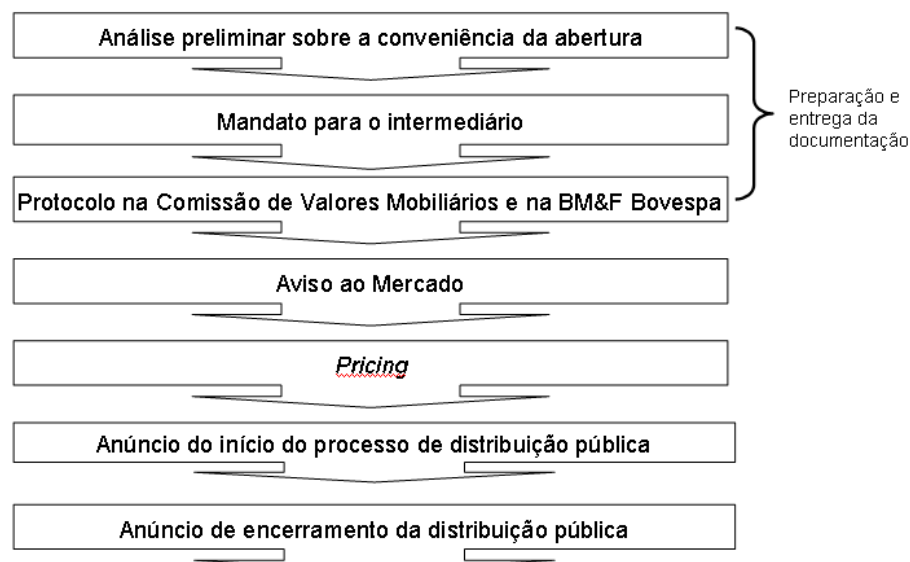 Análise preliminar sobre a conveniência da abertura
Preparação e
entrega da
documentação
Mandato para o intermediário
Protocolo na Comissão de Valores Mobiliários e na BM&F Bovespa
Aviso ao Mercado
Pricing
Anúncio do início do processo de distribuição pública
Anúncio de encerramento da distribuição pública